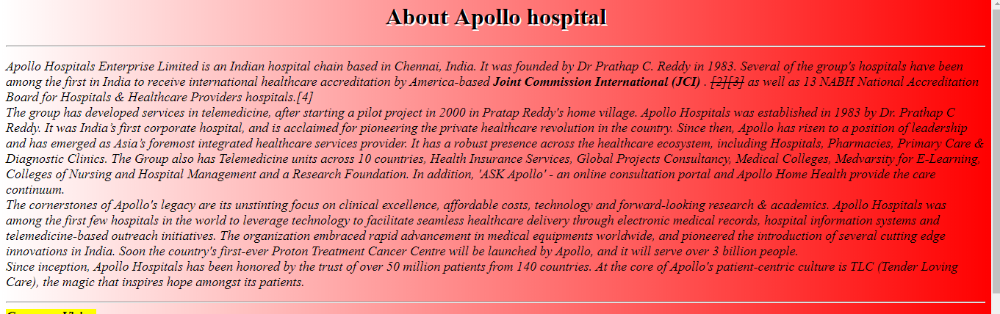 About Apollo hospital
Apollo Hospitals Enterprise Limited is an Indian hospital chain based in Chennai, India. It was founded by Dr Prathap C. Reddy in 1983. Several of the group's hospitals have been
among the first in India to receive international healthcare accreditation by America-based Joint Commission International (JCI) . [2][3] as well as 13 NABH National Accreditation
Board for Hospitals & Healthcare Providers hospitals.[4]
The group has developed services in telemedicine, after starting a pilot project in 2000 in Pratap Reddy's home village. Apollo Hospitals was established in 1983 by Dr. Prathap C
Reddy. It was India’s first corporate hospital, and is acclaimed for pioneering the private healthcare revolution in the country. Since then, Apollo has risen to a position of leadership
and has emerged as Asia’s foremost integrated healthcare services provider. It has a robust presence across the healthcare ecosystem, including Hospitals, Pharmacies, Primary Care &
Diagnostic Clinics. The Group also has Telemedicine units across 10 countries, Health Insurance Services, Global Projects Consultancy, Medical Colleges, Medvarsity for E-Learning,
Colleges of Nursing and Hospital Management and a Research Foundation. In addition, 'ASK Apollo' - an online consultation portal and Apollo Home Health provide the care
continuum.
The cornerstones of Apollo's legacy are its unstinting focus on clinical excellence, affordable costs, technology and forward-looking research & academics. Apollo Hospitals was
among the first few hospitals in the world to leverage technology to facilitate seamless healthcare delivery through electronic medical records, hospital information systems and
telemedicine-based outreach initiatives. The organization embraced rapid advancement in medical equipments worldwide, and pioneered the introduction of several cutting edge
innovations in India. Soon the country's first-ever Proton Treatment Cancer Centre will be launched by Apollo, and it will serve over 3 billion people.
Since inception, Apollo Hospitals has been honored by the trust of over 50 million patients from 140 countries. At the core of Apollo's patient-centric culture is TLC (Tender Loving
Care), the magic that inspires hope amongst its patients.